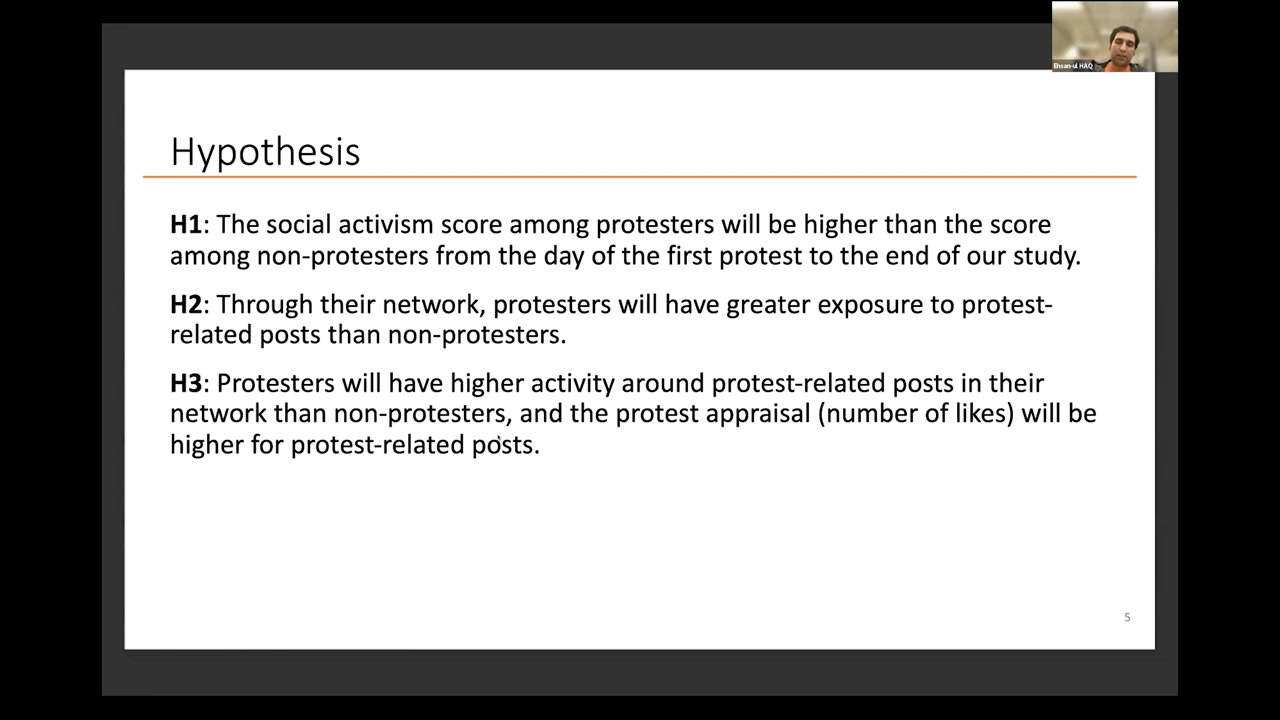 Ehsan-ul HAQ
Hypothesis
H1: The social activism score among protesters will be higher than the score
among non-protesters from the day of the first protest to the end of our study.
H2: Through their network, protesters will have greater exposure to protest-
related posts than non-protesters.
H3: Protesters will have higher activity around protest-related posts in their
network than non-protesters, and the protest appraisal (number of likes) will be
higher for protest-related posts.
5